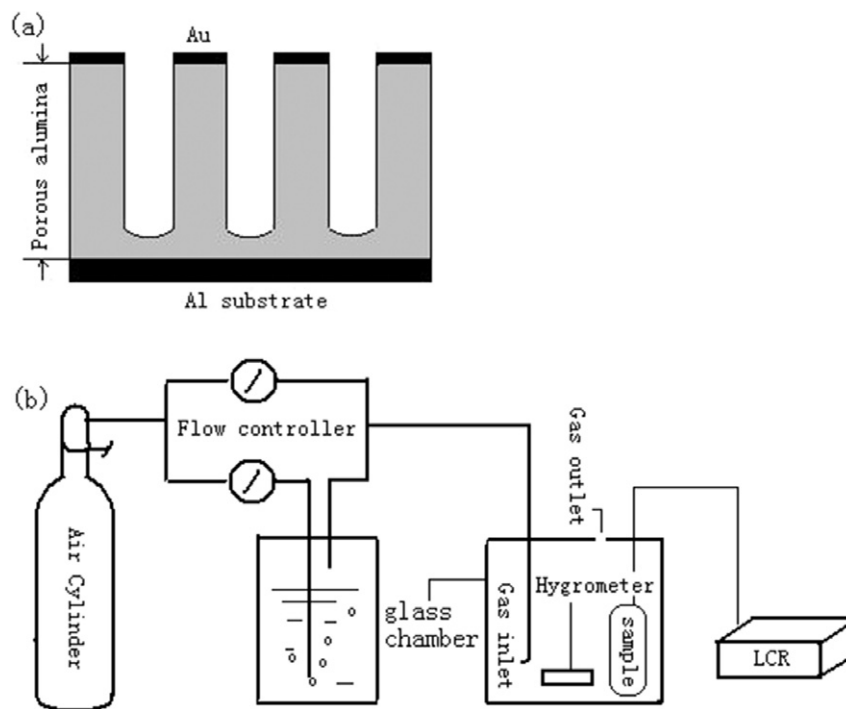 (a)
Au
Porous alumina
Al substrate
(b)
Flow controller
Air Cylinder
Gas outlet
glass
chamber
Gas inlet
Hygrometer
sample
LCR